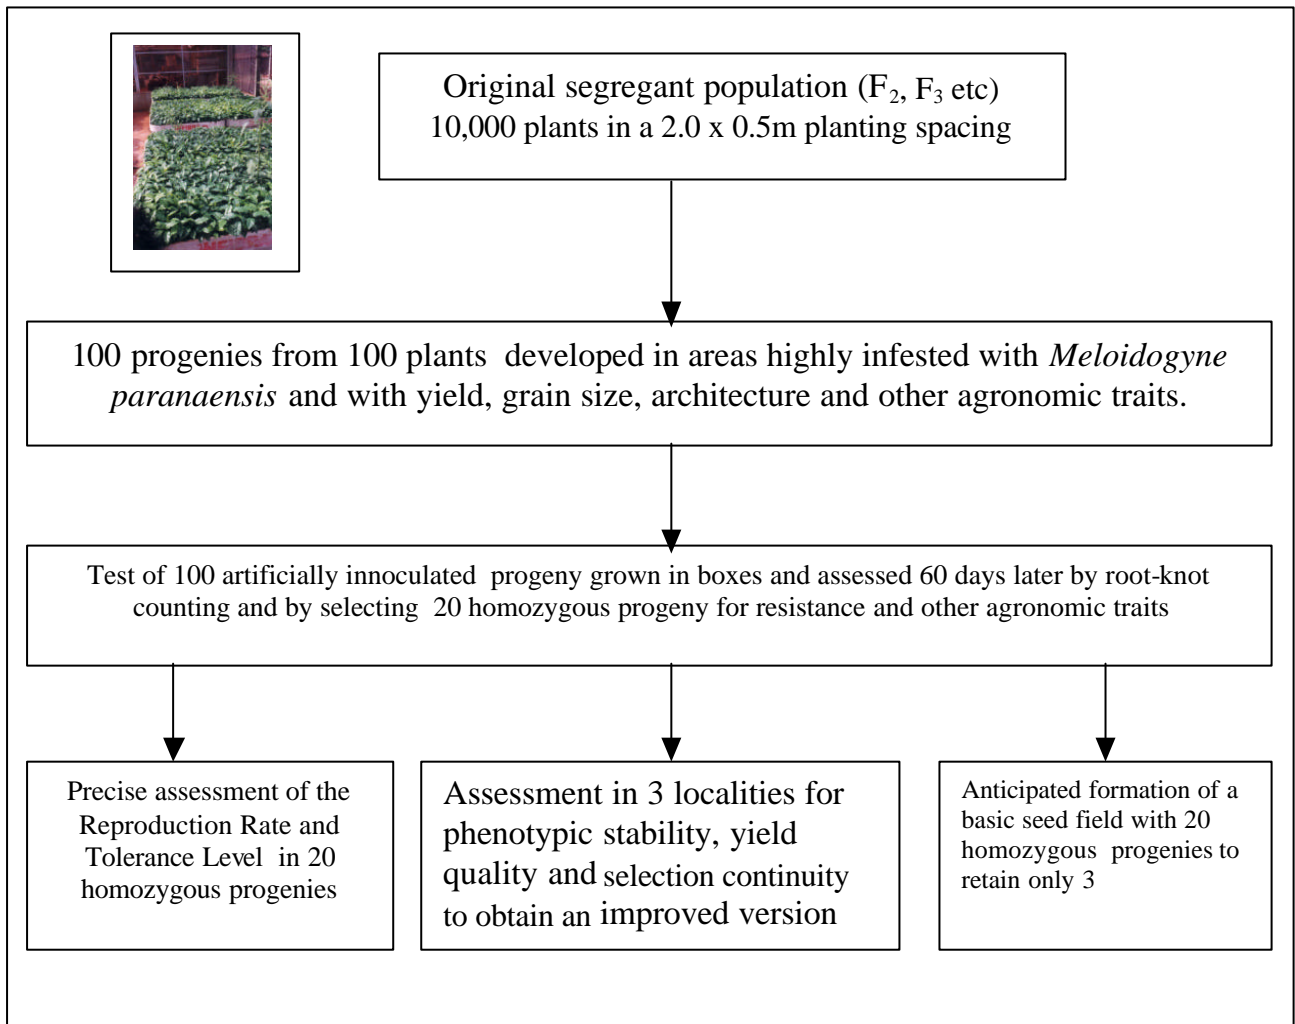 Original segregant population (F₂, F₃ etc)
10,000 plants in a 2.0 x 0.5m planting spacing
100 progenies from 100 plants developed in areas highly infested with Meloidogyne
paranaensis and with yield, grain size, architecture and other agronomic traits.
Test of 100 artificially innoculated progeny grown in boxes and assessed 60 days later by root-knot
counting and by selecting 20 homozygous progeny for resistance and other agronomic traits
Precise assessment of the
Reproduction Rate and
Tolerance Level in 20
homozygous progenies
Assessment in 3 localities for
phenotypic stability, yield
quality and selection continuity
to obtain an improved version
Anticipated formation of a
basic seed field with 20
homozygous progenies to
retain only 3